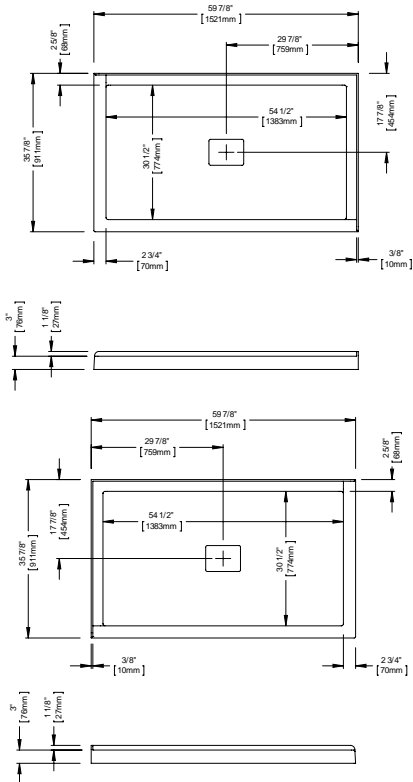 59 7/8"
[1521mm]
29 7/8"
[759mm]
2 5/8"
[68mm]
54 1/2"
[1383mm]
17 7/8"
[454mm]
35 7/8"
[911mm]
30 1/2"
[774mm]
2 3/4"
[70mm]
3/8"
[10mm]
3"
[76mm]
1 1/8"
[27mm]
59 7/8"
[1521mm]
29 7/8"
[759mm]
2 5/8"
[68mm]
17 7/8"
[454mm]
54 1/2"
[1383mm]
35 7/8"
[911mm]
30 1/2"
[774mm]
3/8"
[10mm]
2 3/4"
[70mm]
3"
[76mm]
1 1/8"
[27mm]